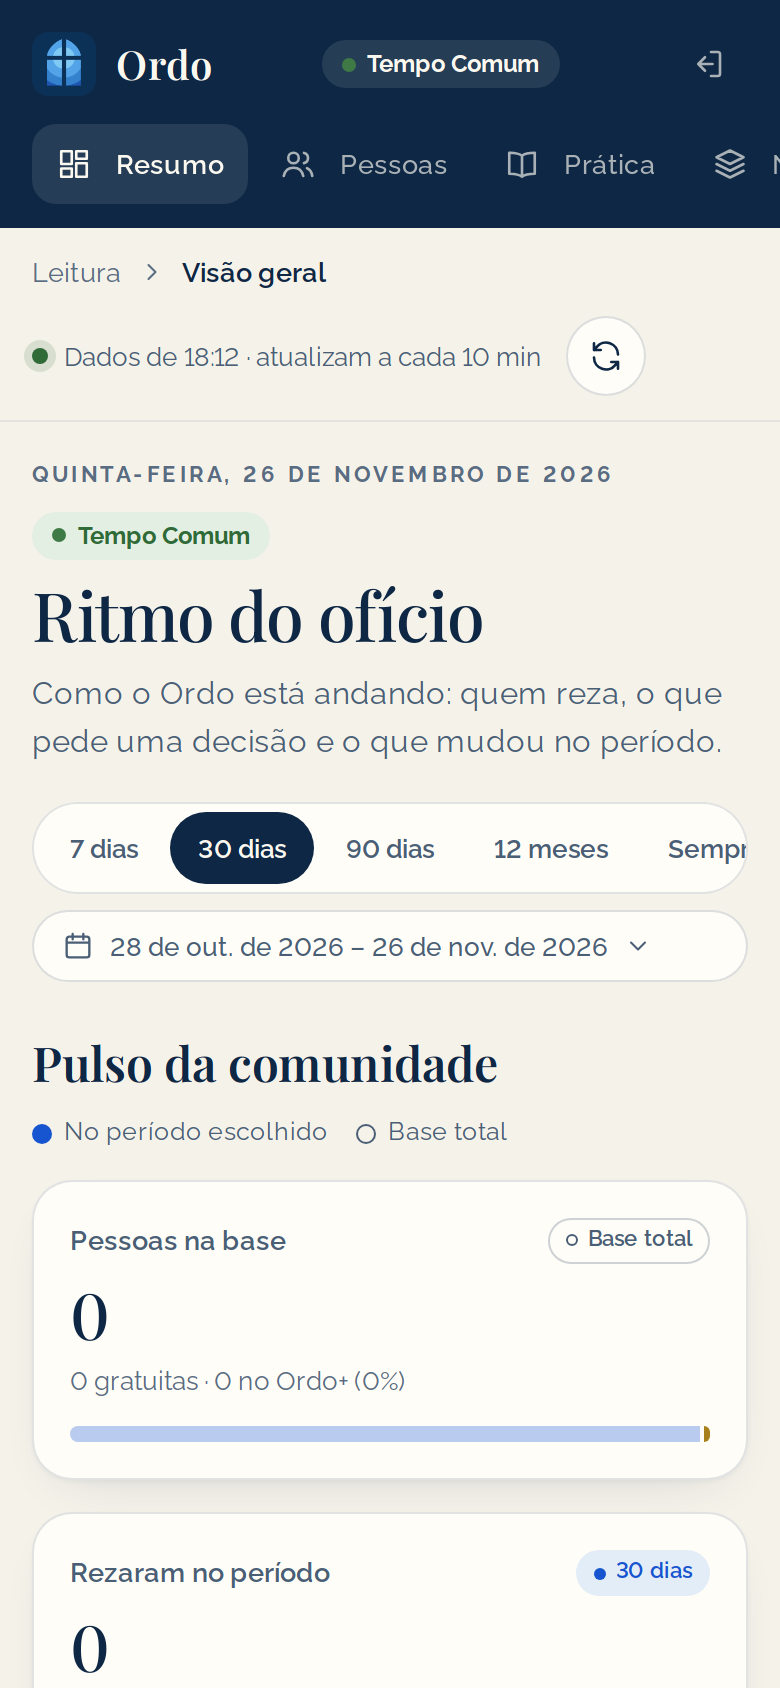 Ordo
Tempo Comum
Resumo
Pessoas
Prática
Leitura
Visão geral
Dados de 18:12 · atualizam a cada 10 min
QUINTA-FEIRA, 26 DE NOVEMBRO DE 2026
Tempo Comum
Ritmo do ofício
Como o Ordo está andando: quem reza, o que
pede uma decisão e o que mudou no período.
7 dias
30 dias
90 dias
12 meses
Sempr
28 de out. de 2026 – 26 de nov. de 2026
Pulso da comunidade
No período escolhido
Base total
Pessoas na base
Base total
0
0 gratuitas · 0 no Ordo+ (0%)
Rezaram no período
30 dias
0